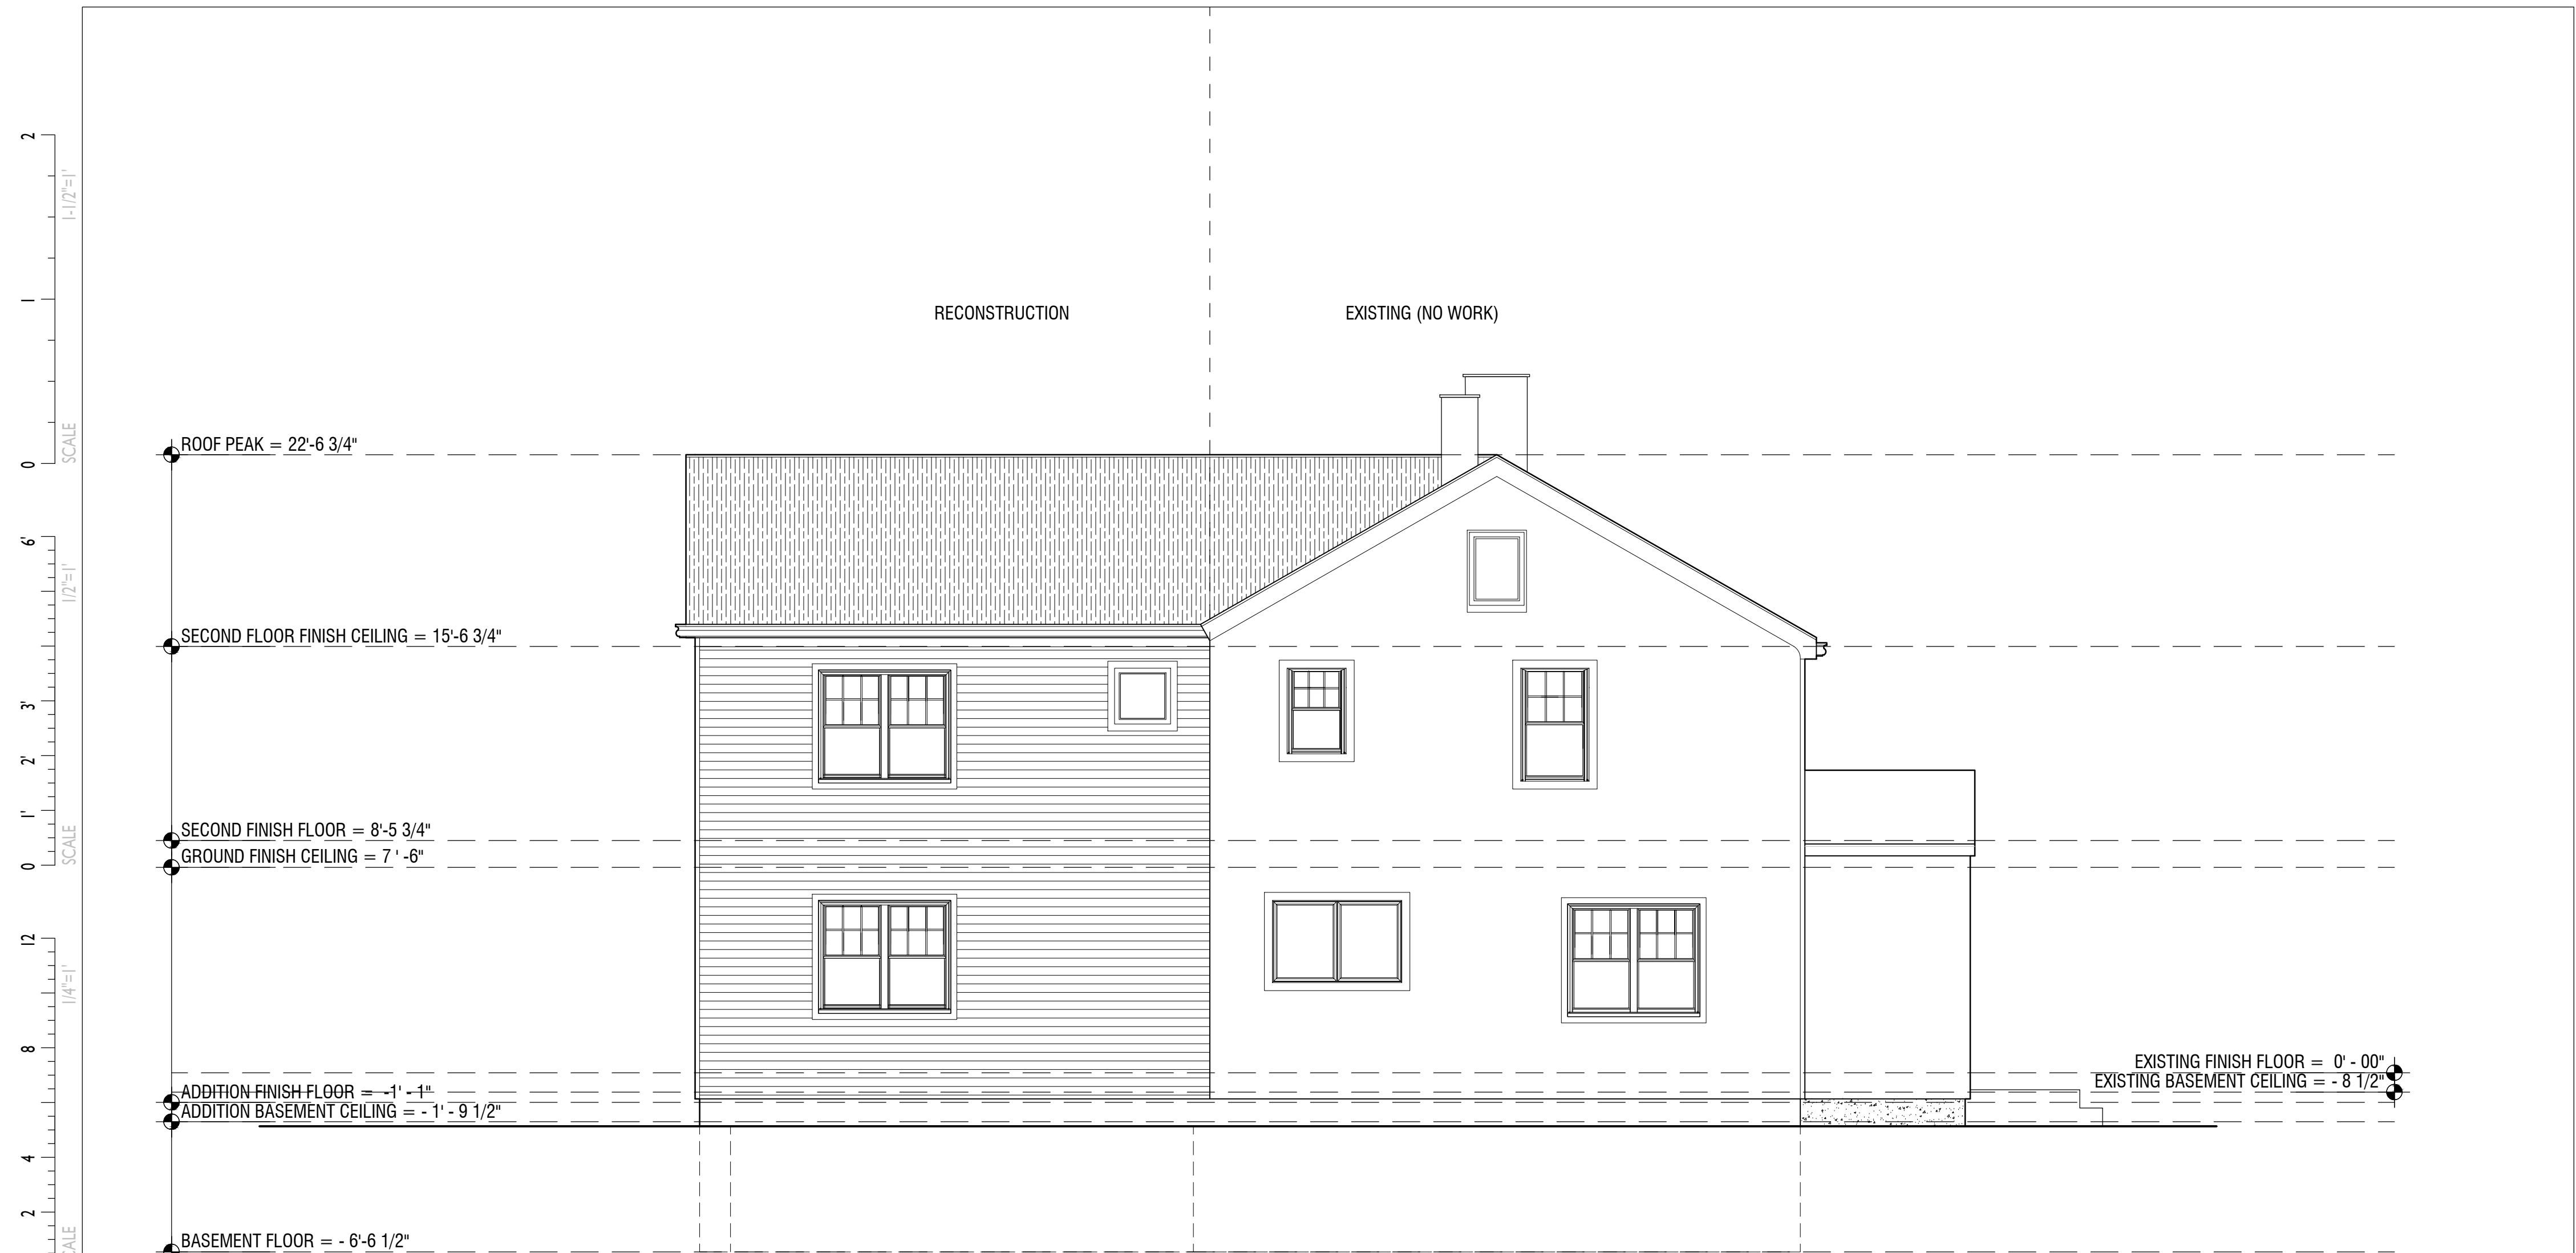 RECONSTRUCTION
EXISTING (NO WORK)
ROOF PEAK = 22'-6 3/4"
SECOND FLOOR FINISH CEILING = 15'-6 3/4"
SECOND FINISH FLOOR = 8'-5 3/4"
GROUND FINISH CEILING = 7 ' -6"
ADDITION FINISH FLOOR = -1' - 1"
ADDITION BASEMENT CEILING = - 1' - 9 1/2"
BASEMENT FLOOR = - 6'-6 1/2"
EXISTING FINISH FLOOR = 0' - 00"
EXISTING BASEMENT CEILING = - 8 1/2"
2
1-1/2"=1'
1
SCALE
0
6'
1/2"=1'
3'
2'
1'
SCALE
0
12
1/4"=1'
8
4
2